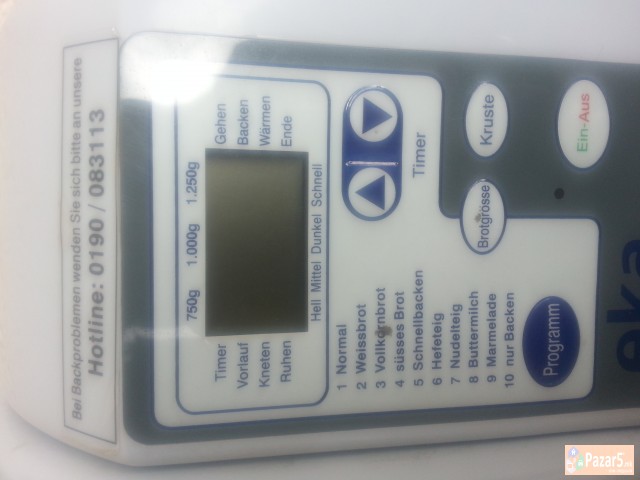 Bei Backproblemen wenden Sie sich bitte an unsere
Hotline: 0190 / 083113
750g 1.000g 1.250g
Timer
Vorlauf
Kneten
Ruhen
Gehen
Backen
Wärmen
Ende
Hell Mittel Dunkel Schnell
Timer
1 Normal
2 Weissbrot
3 Vollkornbrot
4 süsses Brot
5 Schnellbacken
6 Hefeteig
7 Nudelteig
8 Buttermilch
9 Marmelade
10 nur Backen
Kruste
Brotgrösse
Programm
Ein-Aus
eka
Pazar5